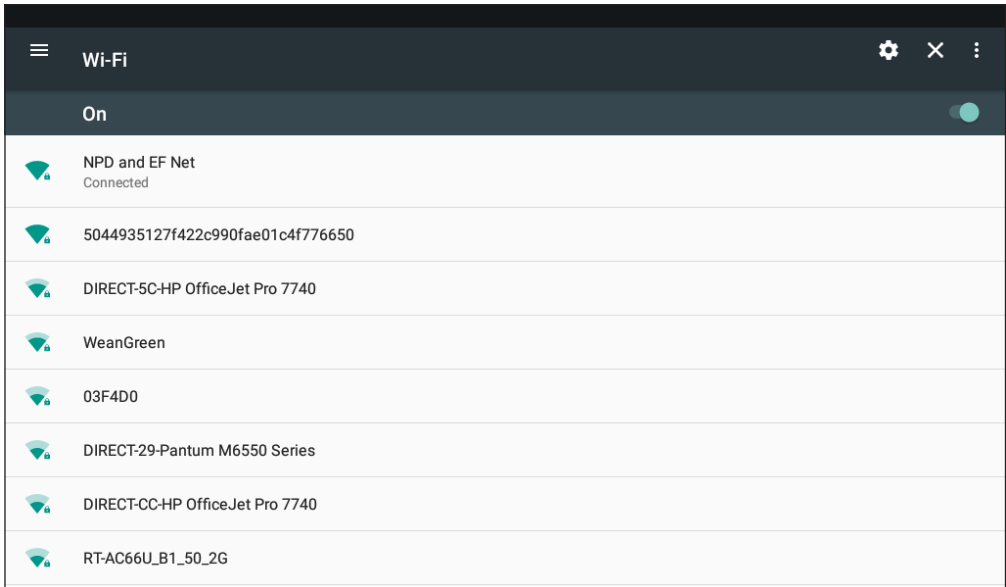 Wi-Fi
On
NPD and EF Net
Connected
5044935127f422c990fae01c4f776650
DIRECT-5C-HP OfficeJet Pro 7740
WeanGreen
03F4D0
DIRECT-29-Pantum M6550 Series
DIRECT-CC-HP OfficeJet Pro 7740
RT-AC66U_B1_50_2G